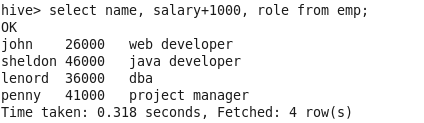 hive> select name, salary+1000, role from emp;
OK
john    26000   web developer
sheldon 46000   java developer
lenord  36000   dba
penny   41000   project manager
Time taken: 0.318 seconds, Fetched: 4 row(s)